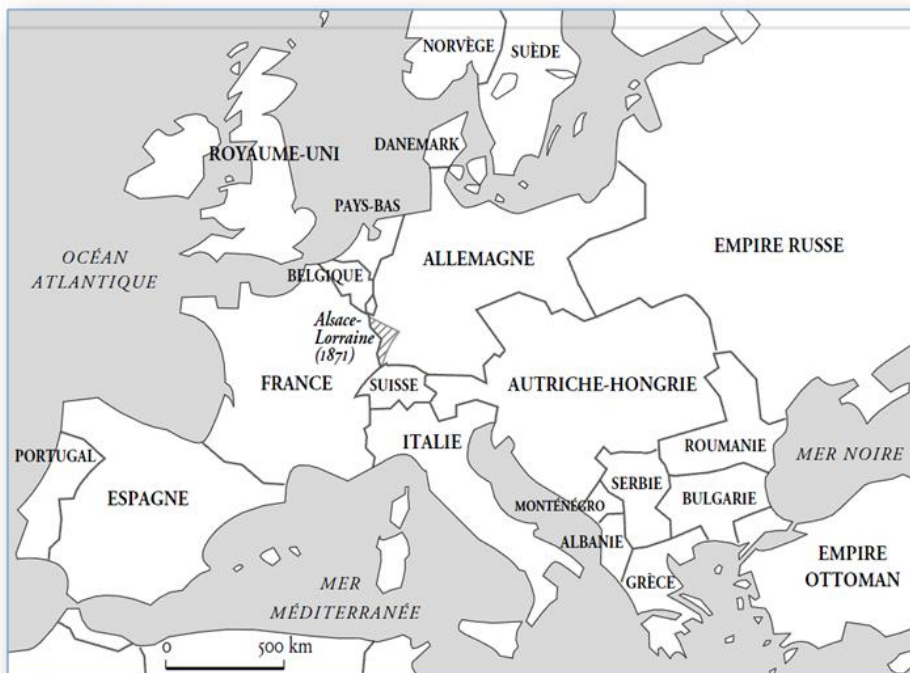 NORVÈGE
SUÈDE
ROYAUME-UNI
DANEMARK
PAYS-BAS
OCÉAN
ATLANTIQUE
BELGIQUE
ALLEMAGNE
EMPIRE RUSSE
Alsace-
Lorraine
(1871)
FRANCE
SUISSE
AUTRICHE-HONGRIE
ITALIE
ROUMANIE
MER NOIRE
PORTUGAL
ESPAGNE
SERBIE
BULGARIE
MONTÉNÉGRO
ALBANIE
EMPIRE
OTTOMAN
GRÈCE
MER
MÉDITERRANÉE
0 500 km